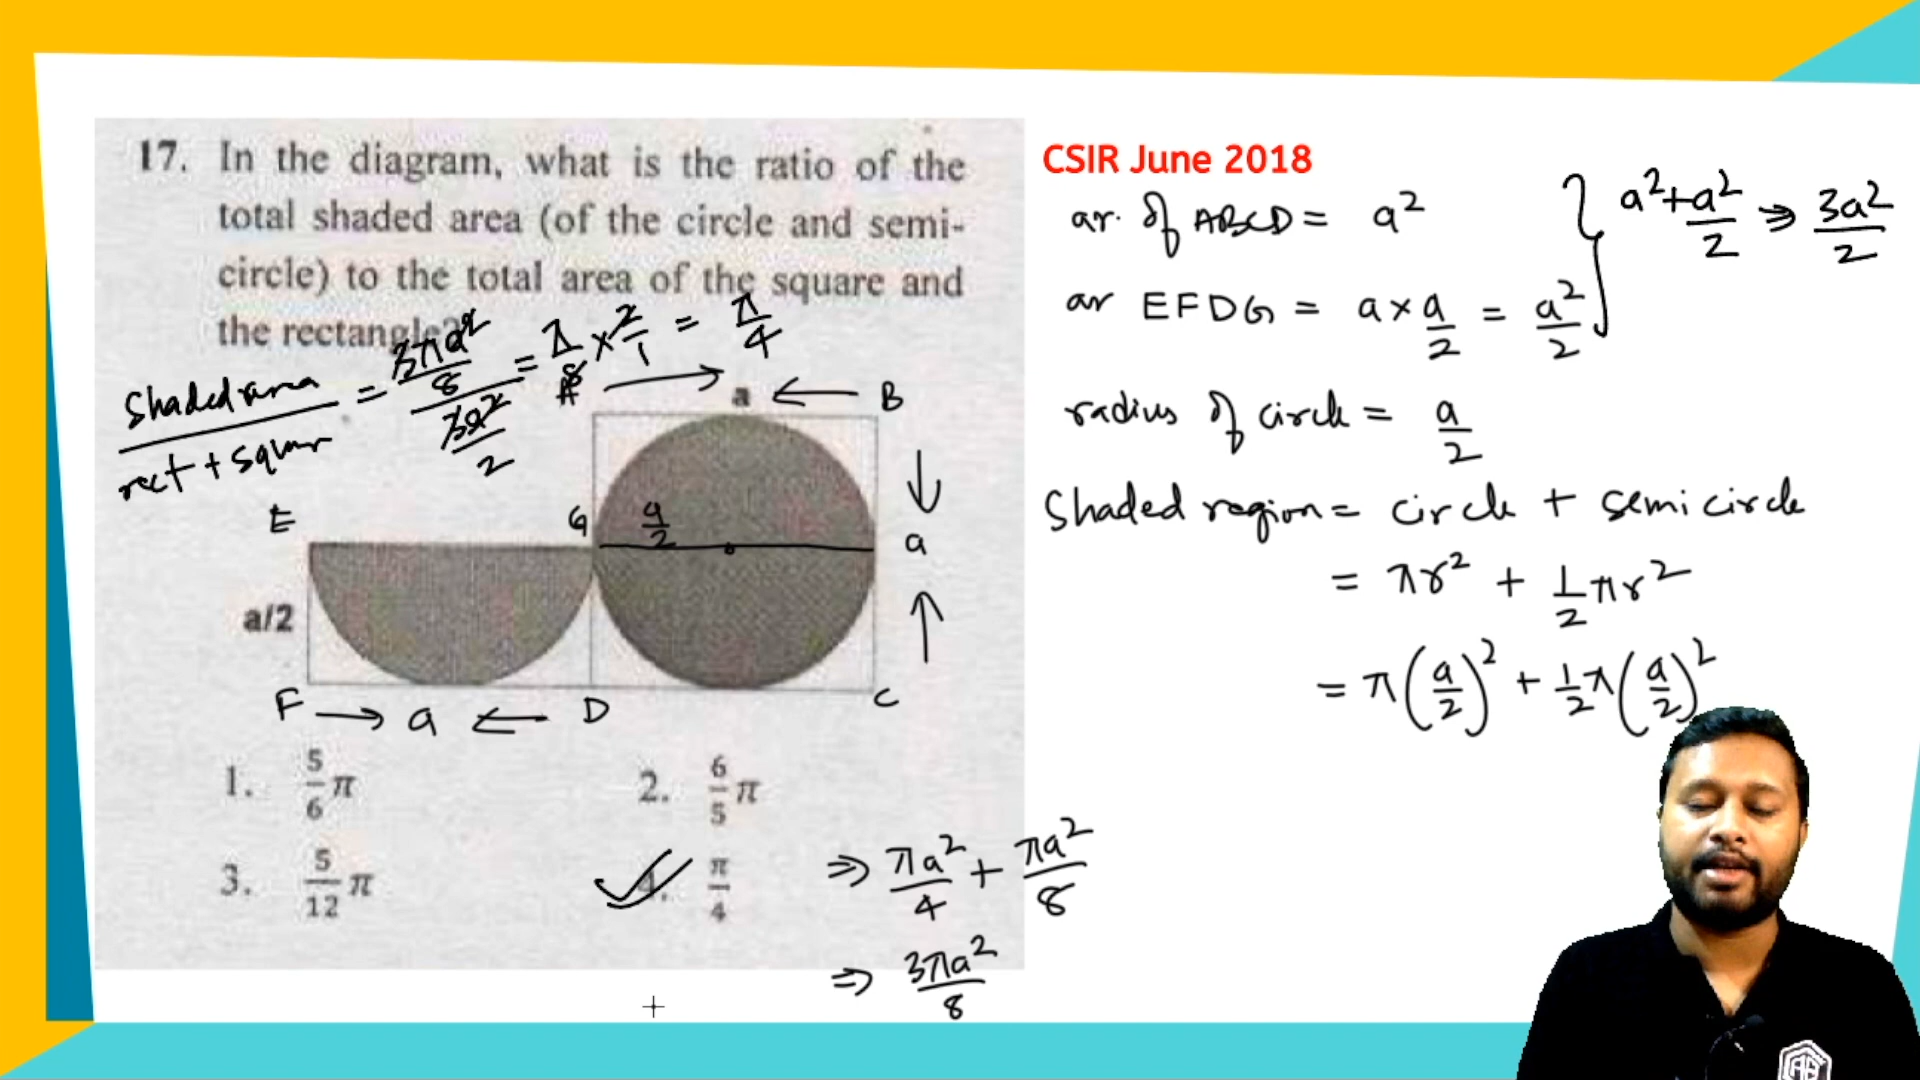 17. In the diagram, what is the ratio of the
total shaded area (of the circle and semi-
circle) to the total area of the square and
the rectangle?
Shaded area / rect + square = (3πa²/8) / (3a²/2) = π/8 × 2/1 = π/4
A a B
E G a/2 a
a/2
F → a ← D C
1. 5/6 π 2. 6/5 π
3. 5/12 π 4. π/4
⇒ πa²/4 + πa²/8
⇒ 3πa²/8
CSIR June 2018
ar. of ABCD = a²
ar EFDG = a × a/2 = a²/2
} a² + a²/2 ⇒ 3a²/2
radius of circle = a/2
Shaded region = circle + semicircle
= πr² + 1/2 πr²
= π(a/2)² + 1/2 π(a/2)²